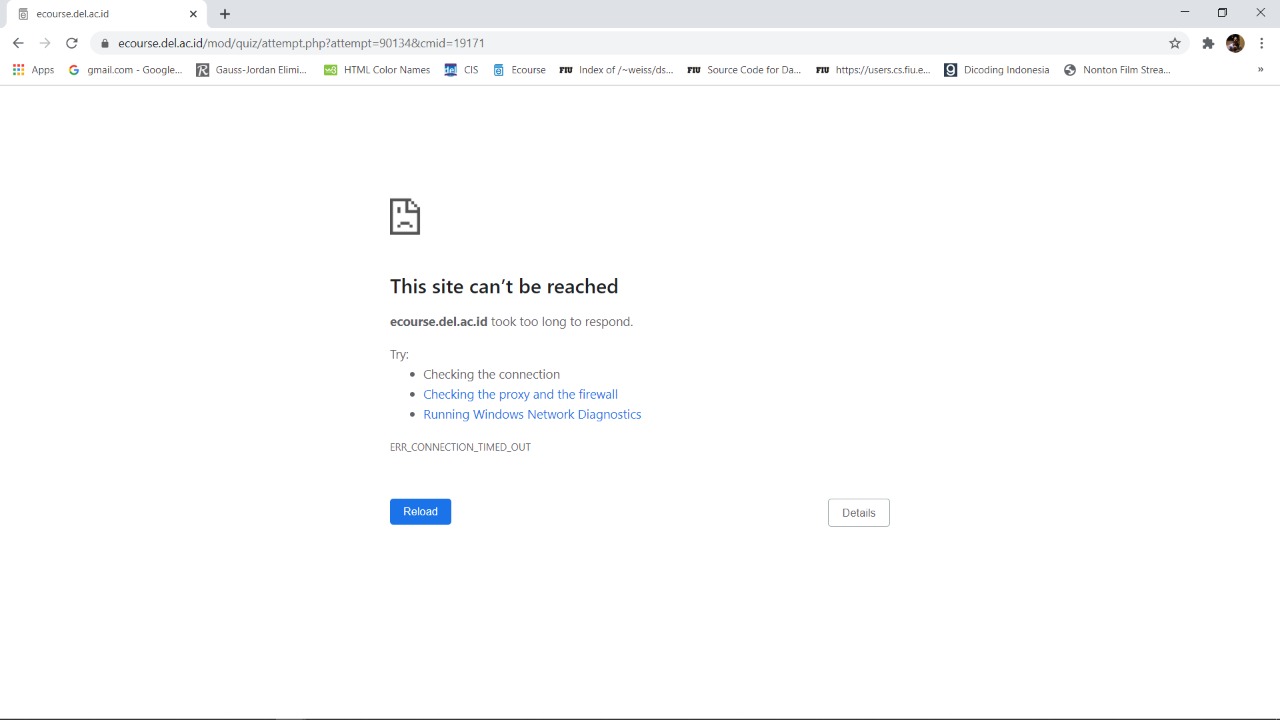 ecourse.del.ac.id
ecourse.del.ac.id/mod/quiz/attempt.php?attempt=90134&cmid=19171
Apps gmail.com - Google... Gauss-Jordan Elimi... HTML Color Names del CIS Ecourse FIU Index of /~weiss/ds... FIU Source Code for Da... FIU https://users.cs.fiu.e... Dicoding Indonesia Nonton Film Strea... »
This site can't be reached
ecourse.del.ac.id took too long to respond.
Try:
• Checking the connection
• Checking the proxy and the firewall
• Running Windows Network Diagnostics
ERR_CONNECTION_TIMED_OUT
Reload Details